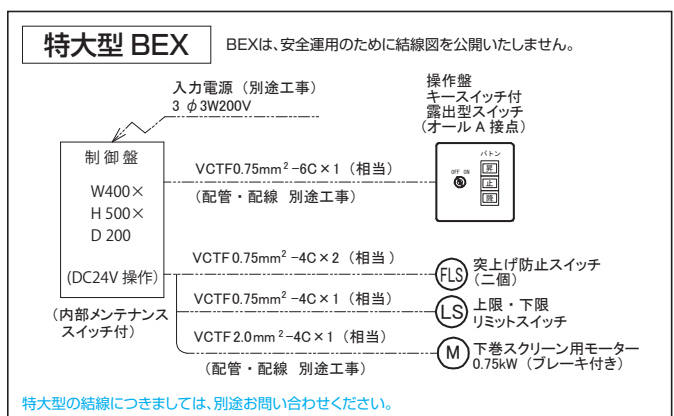 特大型 BEX
BEXは、安全運用のために結線図を公開いたしません。
入力電源（別途工事）
3 φ3W200V
操作盤
キースイッチ付
露出型スイッチ
（オール A 接点）
制 御 盤
W400×
H 500×
D 200
(DC24V 操作)
（内部メンテナンス
スイッチ付）
VCTF0.75mm²-6C×1（相当）
（配管・配線 別途工事）
バトン
OFF ON
昇
止
降
VCTF0.75mm²-4C×2（相当）
FLS
突上げ防止スイッチ
（二個）
VCTF0.75mm²-4C×1（相当）
LS
上限・下限
リミットスイッチ
VCTF2.0mm²-4C×1（相当）
（配管・配線 別途工事）
M
下巻スクリーン用モーター
0.75kW（ブレーキ付き）
特大型の結線につきましては、別途お問い合わせください。